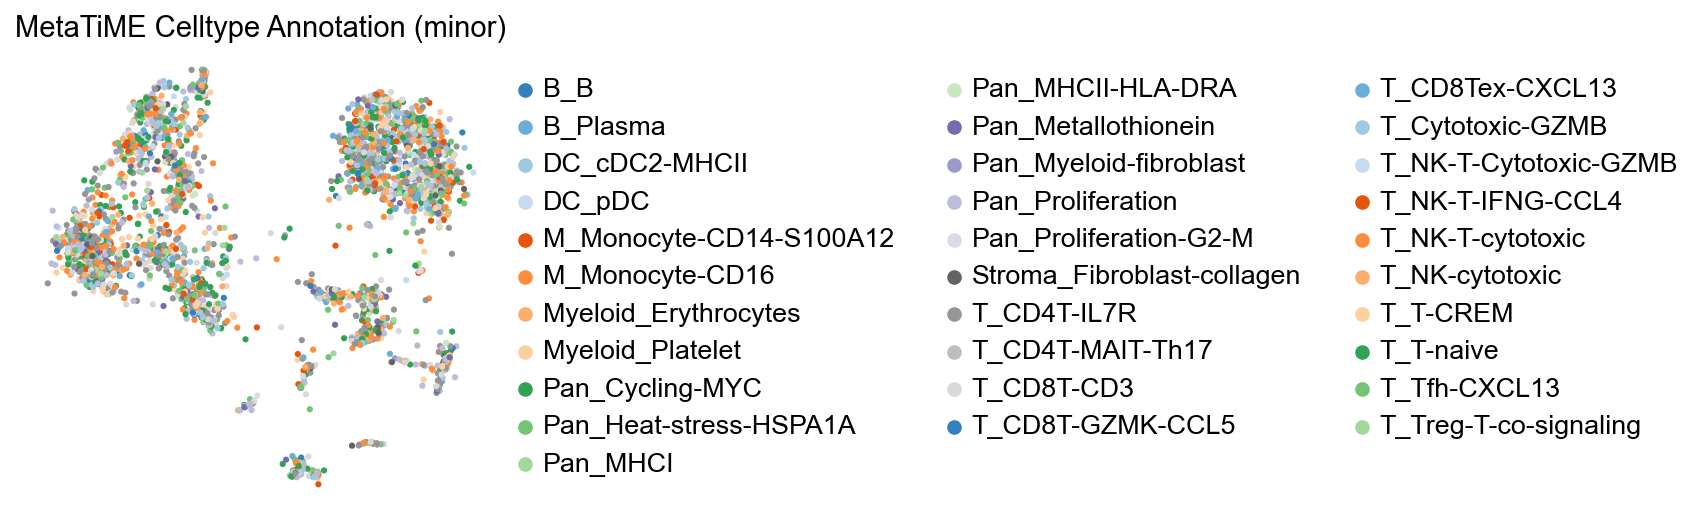 MetaTiME Celltype Annotation (minor)
B_B
B_Plasma
DC_cDC2-MHCII
DC_pDC
M_Monocyte-CD14-S100A12
M_Monocyte-CD16
Myeloid_Erythrocytes
Myeloid_Platelet
Pan_Cycling-MYC
Pan_Heat-stress-HSPA1A
Pan_MHCI
Pan_MHCII-HLA-DRA
Pan_Metallothionein
Pan_Myeloid-fibroblast
Pan_Proliferation
Pan_Proliferation-G2-M
Stroma_Fibroblast-collagen
T_CD4T-IL7R
T_CD4T-MAIT-Th17
T_CD8T-CD3
T_CD8T-GZMK-CCL5
T_CD8Tex-CXCL13
T_Cytotoxic-GZMB
T_NK-T-Cytotoxic-GZMB
T_NK-T-IFNG-CCL4
T_NK-T-cytotoxic
T_NK-cytotoxic
T_T-CREM
T_T-naive
T_Tfh-CXCL13
T_Treg-T-co-signaling